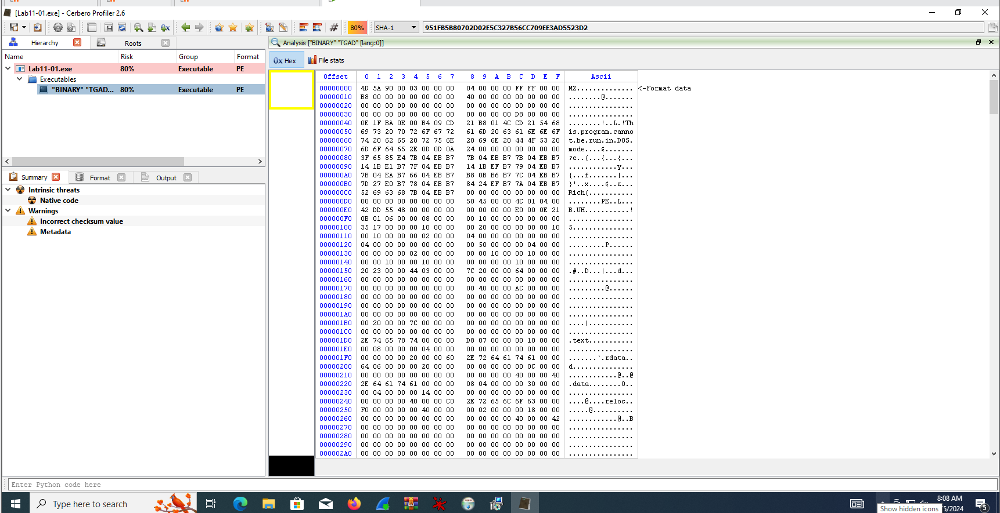 [Lab11-01.exe] - Cerbero Profiler 2.6
80% SHA-1 951FB5B80702D02E5C327B56CC709EE3AD5523D2
Hierarchy Roots
Name Risk Group Format
Lab11-01.exe 80% Executable PE
Executables
"BINARY" "TGAD... 80% Executable PE
Summary Format Output
Intrinsic threats
Native code
Warnings
Incorrect checksum value
Metadata
Analysis ["BINARY" "TGAD" [lang:0]]
0x Hex File stats
Offset 0 1 2 3 4 5 6 7 8 9 A B C D E F Ascii
00000000 4D 5A 90 00 03 00 00 00 04 00 00 00 FF FF 00 00 MZ.............. <-Format data
00000010 B8 00 00 00 00 00 00 00 40 00 00 00 00 00 00 00 ........@.......
00000020 00 00 00 00 00 00 00 00 00 00 00 00 00 00 00 00 ................
00000030 00 00 00 00 00 00 00 00 00 00 00 00 D8 00 00 00 ................
00000040 0E 1F BA 0E 00 B4 09 CD 21 B8 01 4C CD 21 54 68 ........!..L.!Th
00000050 69 73 20 70 72 6F 67 72 61 6D 20 63 61 6E 6E 6F is.program.canno
00000060 74 20 62 65 20 72 75 6E 20 69 6E 20 44 4F 53 20 t.be.run.in.DOS.
00000070 6D 6F 64 65 2E 0D 0D 0A 24 00 00 00 00 00 00 00 mode....$.......
00000080 3F 65 85 E4 7B 04 EB B7 7B 04 EB B7 7B 04 EB B7 ?e..{...{...{...
00000090 14 1B E1 B7 7F 04 EB B7 14 1B EF B7 79 04 EB B7 ............y...
000000A0 7B 04 EA B7 66 04 EB B7 B8 0B B6 B7 7C 04 EB B7 {...f.......|...
000000B0 7D 27 E0 B7 78 04 EB B7 84 24 EF B7 7A 04 EB B7 }'..x....$..z...
000000C0 52 69 63 68 7B 04 EB B7 00 00 00 00 00 00 00 00 Rich{...........
000000D0 00 00 00 00 00 00 00 00 50 45 00 00 4C 01 04 00 ........PE..L...
000000E0 42 DD 55 48 00 00 00 00 00 00 00 00 E0 00 0E 21 B.UH...........!
000000F0 0B 01 06 00 00 08 00 00 00 10 00 00 00 00 00 00 ................
00000100 35 17 00 00 00 10 00 00 00 20 00 00 00 00 00 10 5...............
00000110 00 10 00 00 00 02 00 00 04 00 00 00 00 00 00 00 ................
00000120 04 00 00 00 00 00 00 00 00 50 00 00 00 04 00 00 .........P......
00000130 00 00 00 00 02 00 00 00 00 00 10 00 00 10 00 00 ................
00000140 00 00 10 00 00 10 00 00 00 00 00 00 10 00 00 00 ................
00000150 20 23 00 00 44 03 00 00 7C 20 00 00 64 00 00 00 .#..D...|...d...
00000160 00 00 00 00 00 00 00 00 00 00 00 00 00 00 00 00 ................
00000170 00 00 00 00 00 00 00 00 00 40 00 00 AC 00 00 00 .........@......
00000180 00 00 00 00 00 00 00 00 00 00 00 00 00 00 00 00 ................
00000190 00 00 00 00 00 00 00 00 00 00 00 00 00 00 00 00 ................
000001A0 00 00 00 00 00 00 00 00 00 00 00 00 00 00 00 00 ................
000001B0 00 20 00 00 7C 00 00 00 00 00 00 00 00 00 00 00 ....|...........
000001C0 00 00 00 00 00 00 00 00 00 00 00 00 00 00 00 00 ................
000001D0 2E 74 65 78 74 00 00 00 D8 07 00 00 00 10 00 00 .text...........
000001E0 00 08 00 00 00 04 00 00 00 00 00 00 00 00 00 00 ................
000001F0 00 00 00 00 20 00 00 60 2E 72 64 61 74 61 00 00 .......`.rdata..
00000200 64 06 00 00 00 20 00 00 00 08 00 00 00 0C 00 00 d...............
00000210 00 00 00 00 00 00 00 00 00 00 00 00 40 00 00 40 ............@..@
00000220 2E 64 61 74 61 00 00 00 08 04 00 00 00 30 00 00 .data........0..
00000230 00 04 00 00 00 14 00 00 00 00 00 00 00 00 00 00 ................
00000240 00 00 00 00 40 00 00 C0 2E 72 65 6C 6F 63 00 00 ....@....reloc..
00000250 F0 00 00 00 00 40 00 00 00 02 00 00 00 18 00 00 .....@..........
00000260 00 00 00 00 00 00 00 00 00 00 00 00 40 00 00 42 ............@..B
00000270 00 00 00 00 00 00 00 00 00 00 00 00 00 00 00 00 ................
00000280 00 00 00 00 00 00 00 00 00 00 00 00 00 00 00 00 ................
00000290 00 00 00 00 00 00 00 00 00 00 00 00 00 00 00 00 ................
000002A0 00 00 00 00 00 00 00 00 00 00 00 00 00 00 00 00 ................
Enter Python code here
Type here to search
8:08 AM
5/2024
Show hidden icons
5